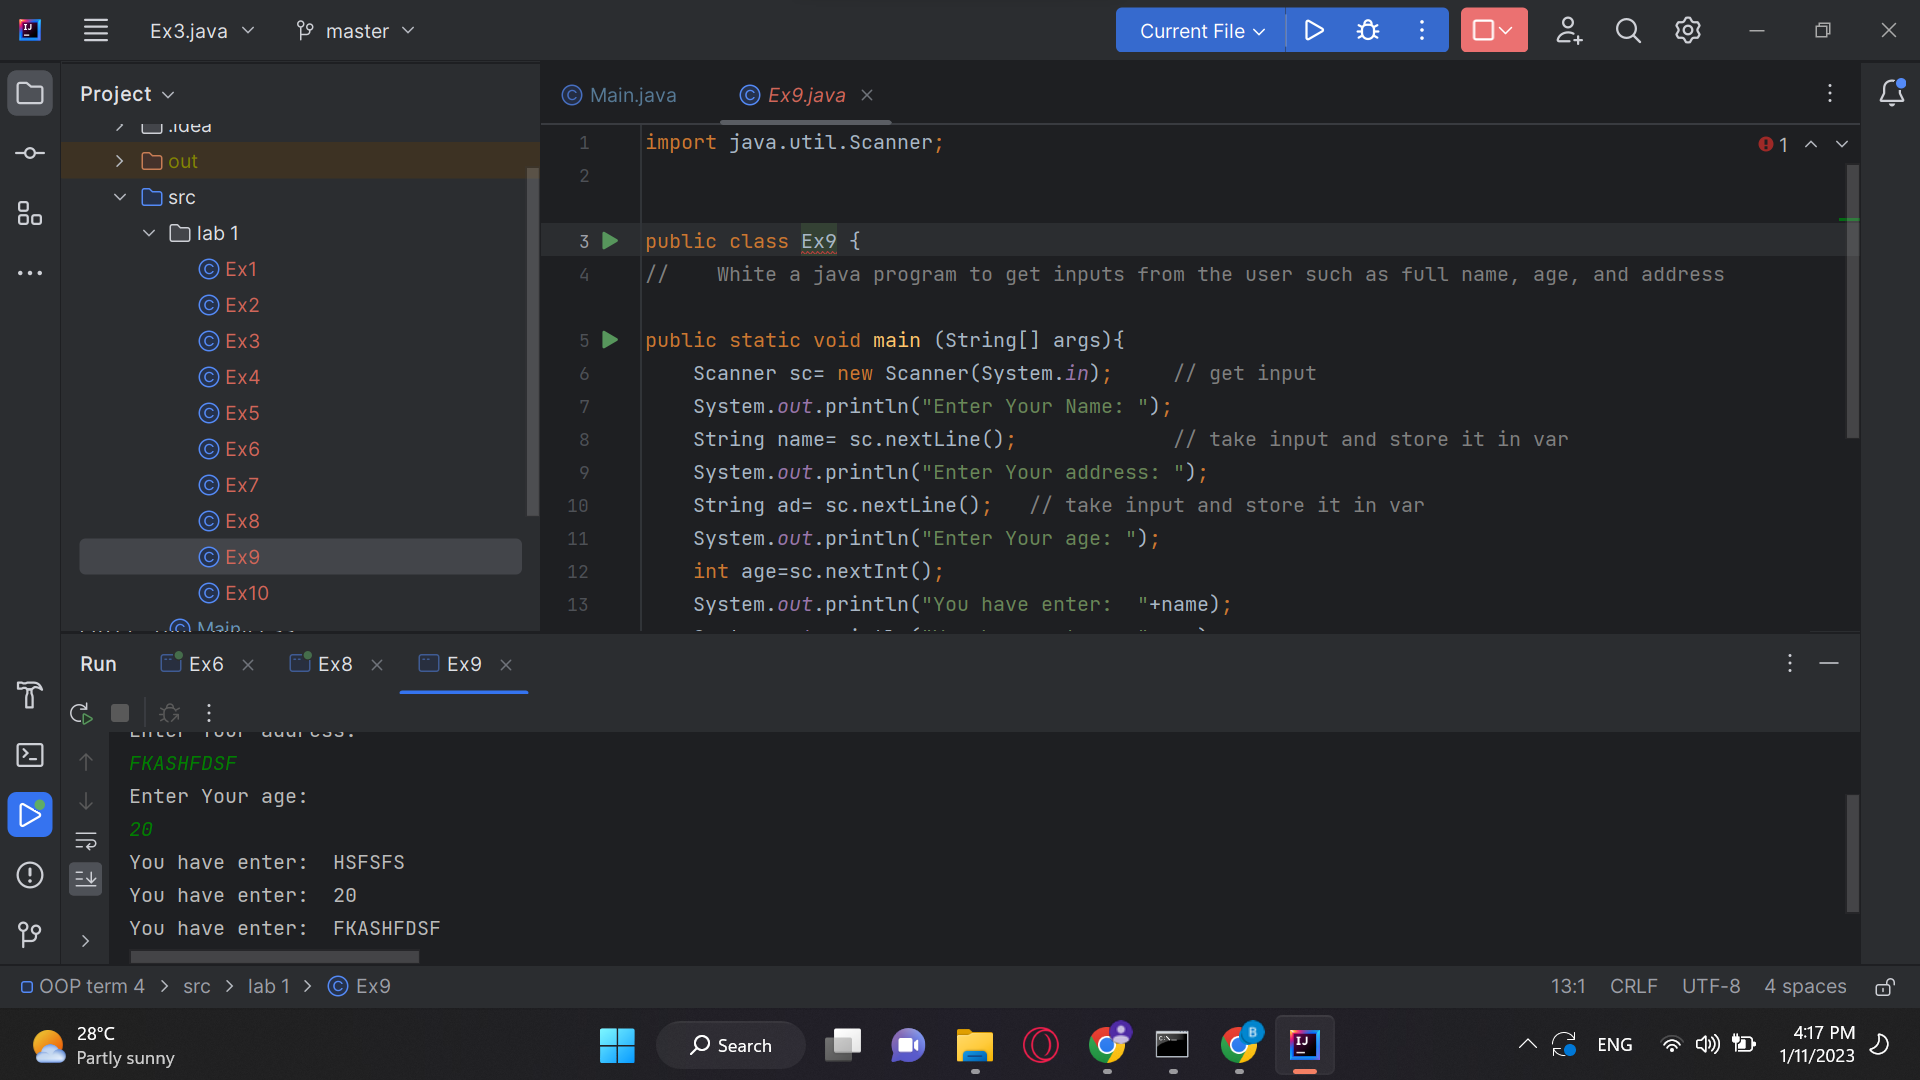 Ex3.java
master
Current File
Project
.idea
out
src
lab 1
Ex1
Ex2
Ex3
Ex4
Ex5
Ex6
Ex7
Ex8
Ex9
Ex10
Main
Main.java
Ex9.java
1
1 import java.util.Scanner;
2
3 public class Ex9 {
4 //    White a java program to get inputs from the user such as full name, age, and address
5 public static void main (String[] args){
6 Scanner sc= new Scanner(System.in);     // get input
7 System.out.println("Enter Your Name: ");
8 String name= sc.nextLine();             // take input and store it in var
9 System.out.println("Enter Your address: ");
10 String ad= sc.nextLine();   // take input and store it in var
11 System.out.println("Enter Your age: ");
12 int age=sc.nextInt();
13 System.out.println("You have enter:  "+name);
Run
Ex6
Ex8
Ex9
Enter Your address:
FKASHFDSF
Enter Your age:
20
You have enter:  HSFSFS
You have enter:  20
You have enter:  FKASHFDSF
OOP term 4 > src > lab 1 > Ex9
13:1 CRLF UTF-8 4 spaces
28°C
Partly sunny
Search
ENG
4:17 PM
1/11/2023